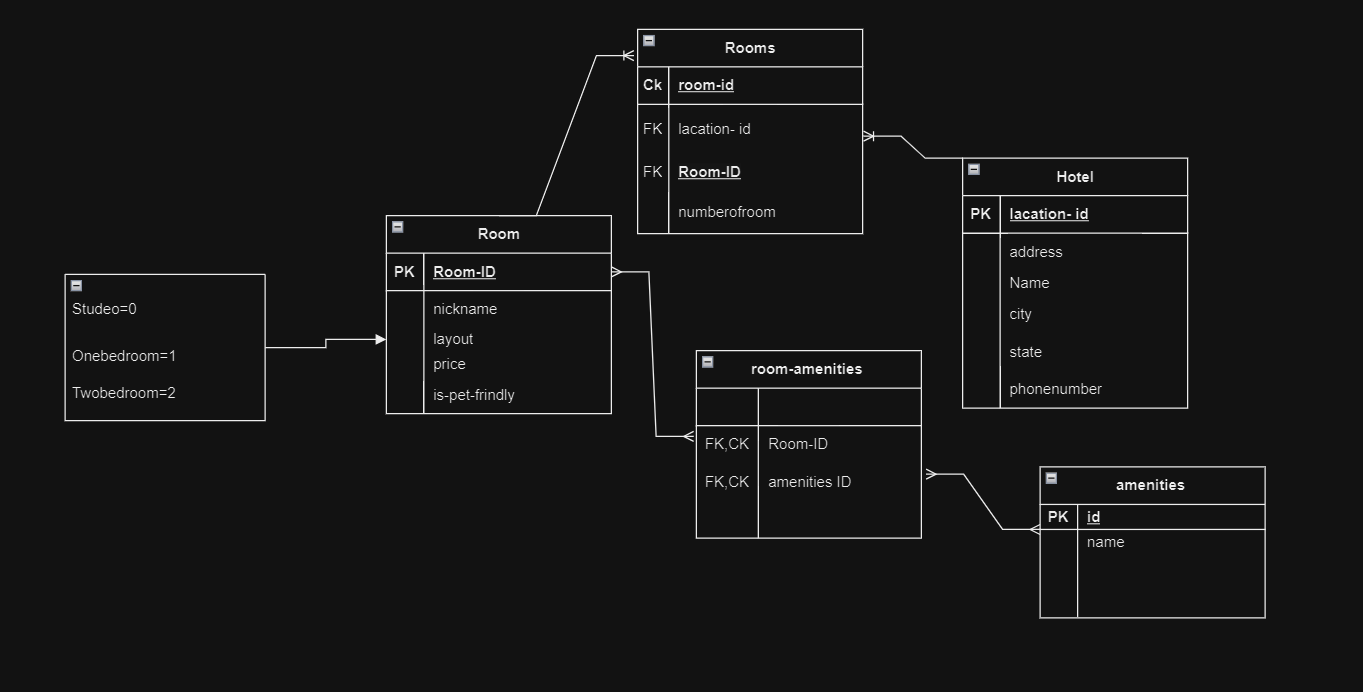 Rooms
Ck room-id
FK lacation- id
FK Room-ID
numberofroom
Hotel
PK lacation- id
address
Name
city
state
phonenumber
Room
PK Room-ID
nickname
layout
price
is-pet-frindly
Studeo=0
Onebedroom=1
Twobedroom=2
room-amenities
FK,CK Room-ID
FK,CK amenities ID
amenities
PK id
name